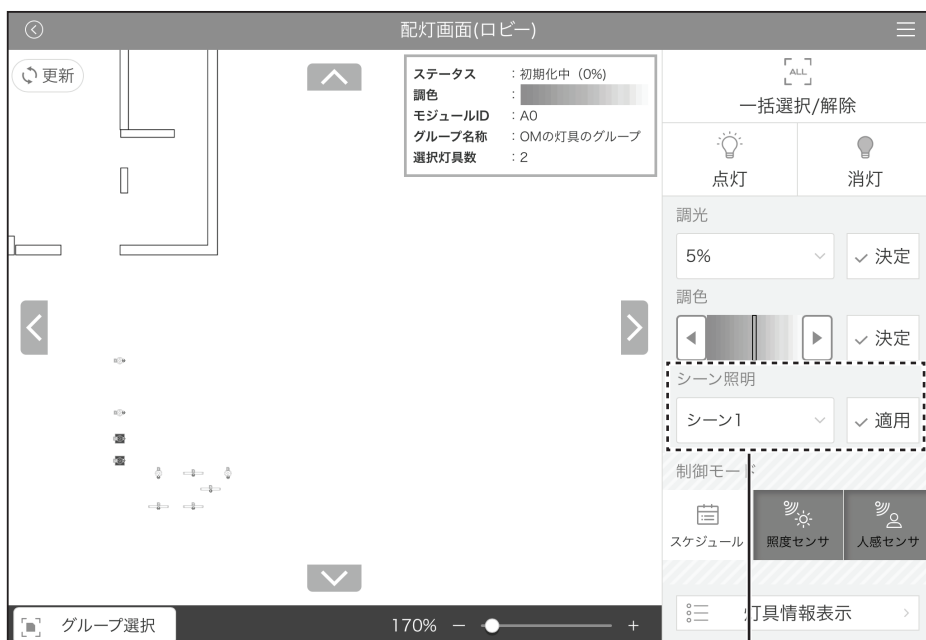 配灯画面(ロビー)
更新
ステータス : 初期化中（0%）
調色 :
モジュールID : A0
グループ名称 : OMの灯具のグループ
選択灯具数 : 2
ALL
一括選択/解除
点灯 消灯
調光
5% 決定
調色
決定
シーン照明
シーン1 適用
制御モード
スケジュール 照度センサ 人感センサ
灯具情報表示
グループ選択 170% − +